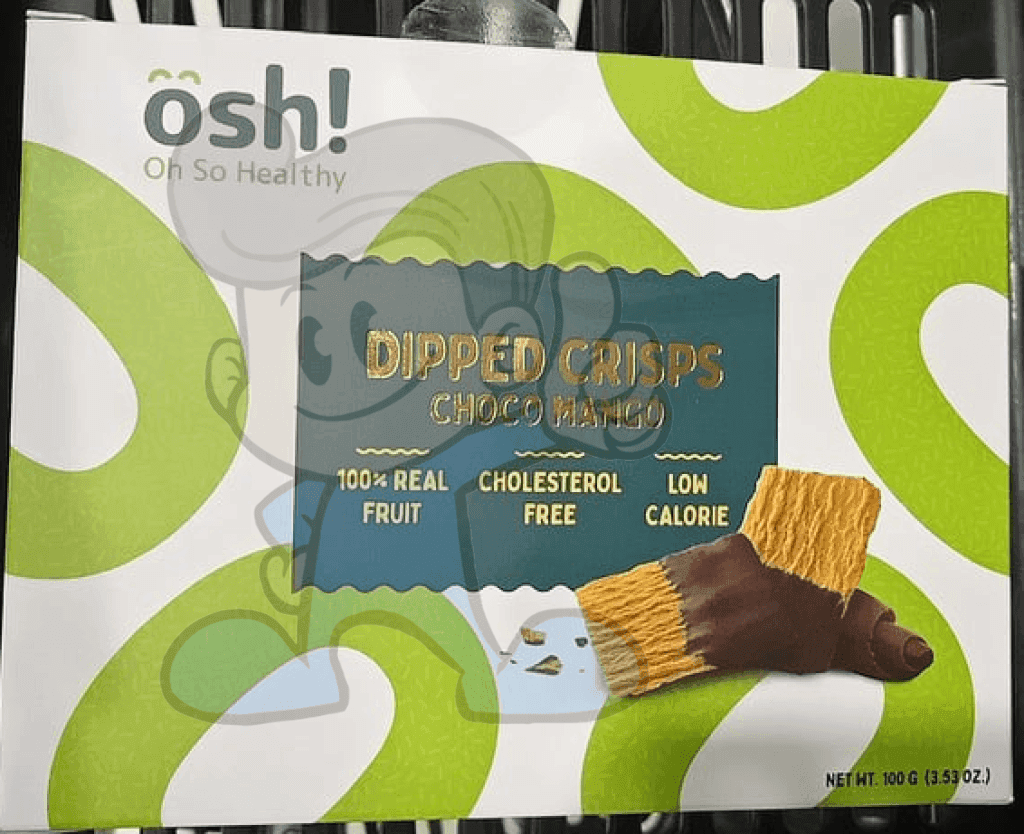 ôsh!
Oh So Healthy
DIPPED CRISPS
CHOCO MANGO
100% REAL FRUIT
CHOLESTEROL FREE
LOW CALORIE
NET WT. 100 G (3.53 OZ.)